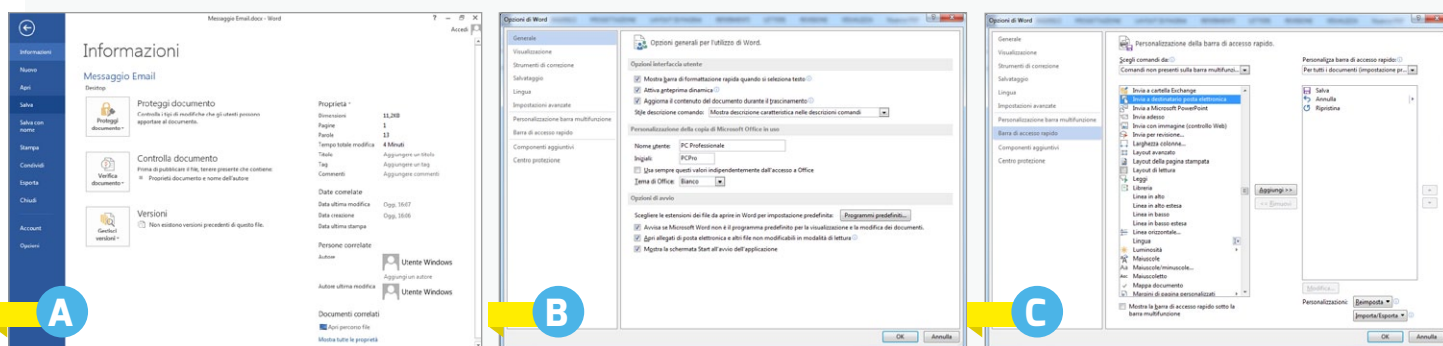 Messaggio Email.docx - Word
Accedi
Informazioni
Nuovo
Apri
Salva
Salva con nome
Stampa
Condividi
Esporta
Chiudi
Account
Opzioni
Informazioni
Messaggio Email
Desktop
Proteggi documento
Proteggi documento
Controlla i tipi di modifiche che gli utenti possono
apportare al documento.
Verifica documento
Controlla documento
Prima di pubblicare il file, tenere presente che contiene:
Proprietà documento e nome dell'autore
Gestisci versioni
Versioni
Non esistono versioni precedenti di questo file.
Proprietà
Dimensioni 11,2KB
Pagine 1
Parole 13
Tempo totale modifica 4 Minuti
Titolo Aggiungere un titolo
Tag Aggiungere un tag
Commenti Aggiungere commenti
Date correlate
Data ultima modifica Oggi, 16:07
Data creazione Oggi, 16:06
Data ultima stampa
Persone correlate
Autore Utente Windows
Aggiungi un autore
Autore ultima modifica Utente Windows
Documenti correlati
Apri percorso file
Mostra tutte le proprietà
A
Opzioni di Word
Generale
Visualizzazione
Strumenti di correzione
Salvataggio
Lingua
Impostazioni avanzate
Personalizzazione barra multifunzione
Barra di accesso rapido
Componenti aggiuntivi
Centro protezione
Opzioni generali per l'utilizzo di Word.
Opzioni interfaccia utente
Mostra barra di formattazione rapida quando si seleziona testo
Attiva anteprima dinamica
Aggiorna il contenuto del documento durante il trascinamento
Stile descrizione comando: Mostra descrizione caratteristica nelle descrizioni comandi
Personalizzazione della copia di Microsoft Office in uso
Nome utente: PC Professionale
Iniziali: PCPro
Usa sempre questi valori indipendentemente dall'accesso a Office
Tema di Office: Bianco
Opzioni di avvio
Scegliere le estensioni dei file da aprire in Word per impostazione predefinita: Programmi predefiniti...
Avvisa se Microsoft Word non è il programma predefinito per la visualizzazione e la modifica dei documenti.
Apri allegati di posta elettronica e altri file non modificabili in modalità di lettura
Mostra la schermata Start all'avvio dell'applicazione
OK Annulla
B
Opzioni di Word
Generale
Visualizzazione
Strumenti di correzione
Salvataggio
Lingua
Impostazioni avanzate
Personalizzazione barra multifunzione
Barra di accesso rapido
Componenti aggiuntivi
Centro protezione
Personalizzazione della barra di accesso rapido.
Scegli comandi da:
Comandi non presenti sulla barra multifunzi...
Invia a cartella Exchange
Invia a destinatario posta elettronica
Invia a Microsoft PowerPoint
Invia adesso
Invia con immagine (controllo Web)
Invia per revisione...
Larghezza colonne...
Layout avanzato
Layout della pagina stampata
Layout di lettura
Leggi
Libreria
Linea in alto
Linea in alto estesa
Linea in basso
Linea in basso estesa
Linea orizzontale...
Lingua
Luminosità
Maiuscole
Maiuscole/minuscole...
Maiuscoletto
Mappa documento
Margini di pagina personalizzati
Mostra la barra di accesso rapido sotto la
barra multifunzione
Aggiungi >>
<< Rimuovi
Personalizza barra di accesso rapido:
Per tutti i documenti (impostazione pr...
Salva
Annulla
Ripristina
Modifica...
Personalizzazioni: Reimposta
Importa/Esporta
OK Annulla
C